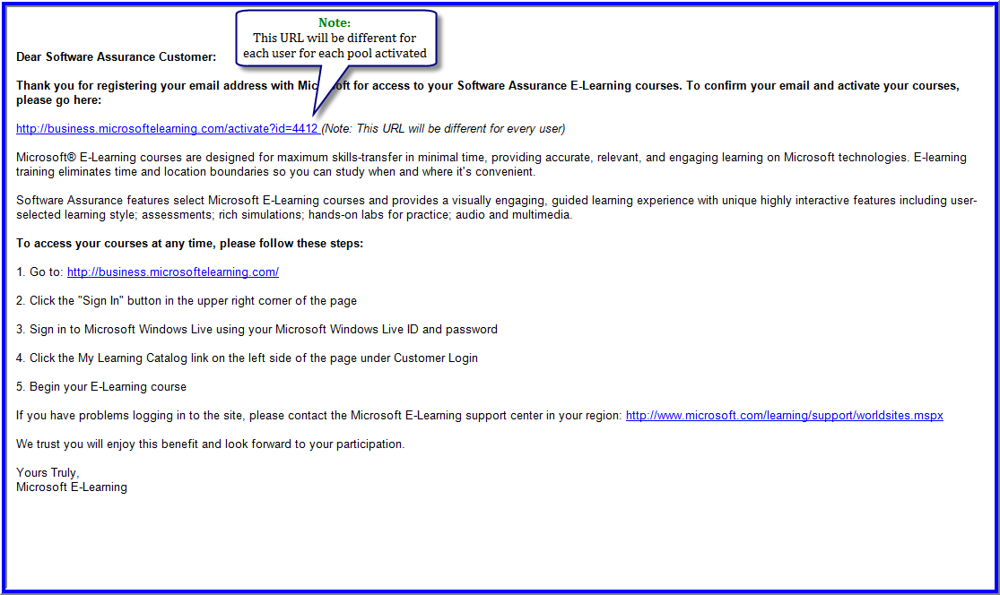 Note:
This URL will be different for
each user for each pool activated
Dear Software Assurance Customer:
Thank you for registering your email address with Microsoft for access to your Software Assurance E-Learning courses. To confirm your email and activate your courses,
please go here:
http://business.microsoftelearning.com/activate?id=4412 (Note: This URL will be different for every user)
Microsoft® E-Learning courses are designed for maximum skills-transfer in minimal time, providing accurate, relevant, and engaging learning on Microsoft technologies. E-learning
training eliminates time and location boundaries so you can study when and where it's convenient.
Software Assurance features select Microsoft E-Learning courses and provides a visually engaging, guided learning experience with unique highly interactive features including user-
selected learning style; assessments; rich simulations; hands-on labs for practice; audio and multimedia.
To access your courses at any time, please follow these steps:
1. Go to: http://business.microsoftelearning.com/
2. Click the "Sign In" button in the upper right corner of the page
3. Sign in to Microsoft Windows Live using your Microsoft Windows Live ID and password
4. Click the My Learning Catalog link on the left side of the page under Customer Login
5. Begin your E-Learning course
If you have problems logging in to the site, please contact the Microsoft E-Learning support center in your region: http://www.microsoft.com/learning/support/worldsites.mspx
We trust you will enjoy this benefit and look forward to your participation.
Yours Truly,
Microsoft E-Learning